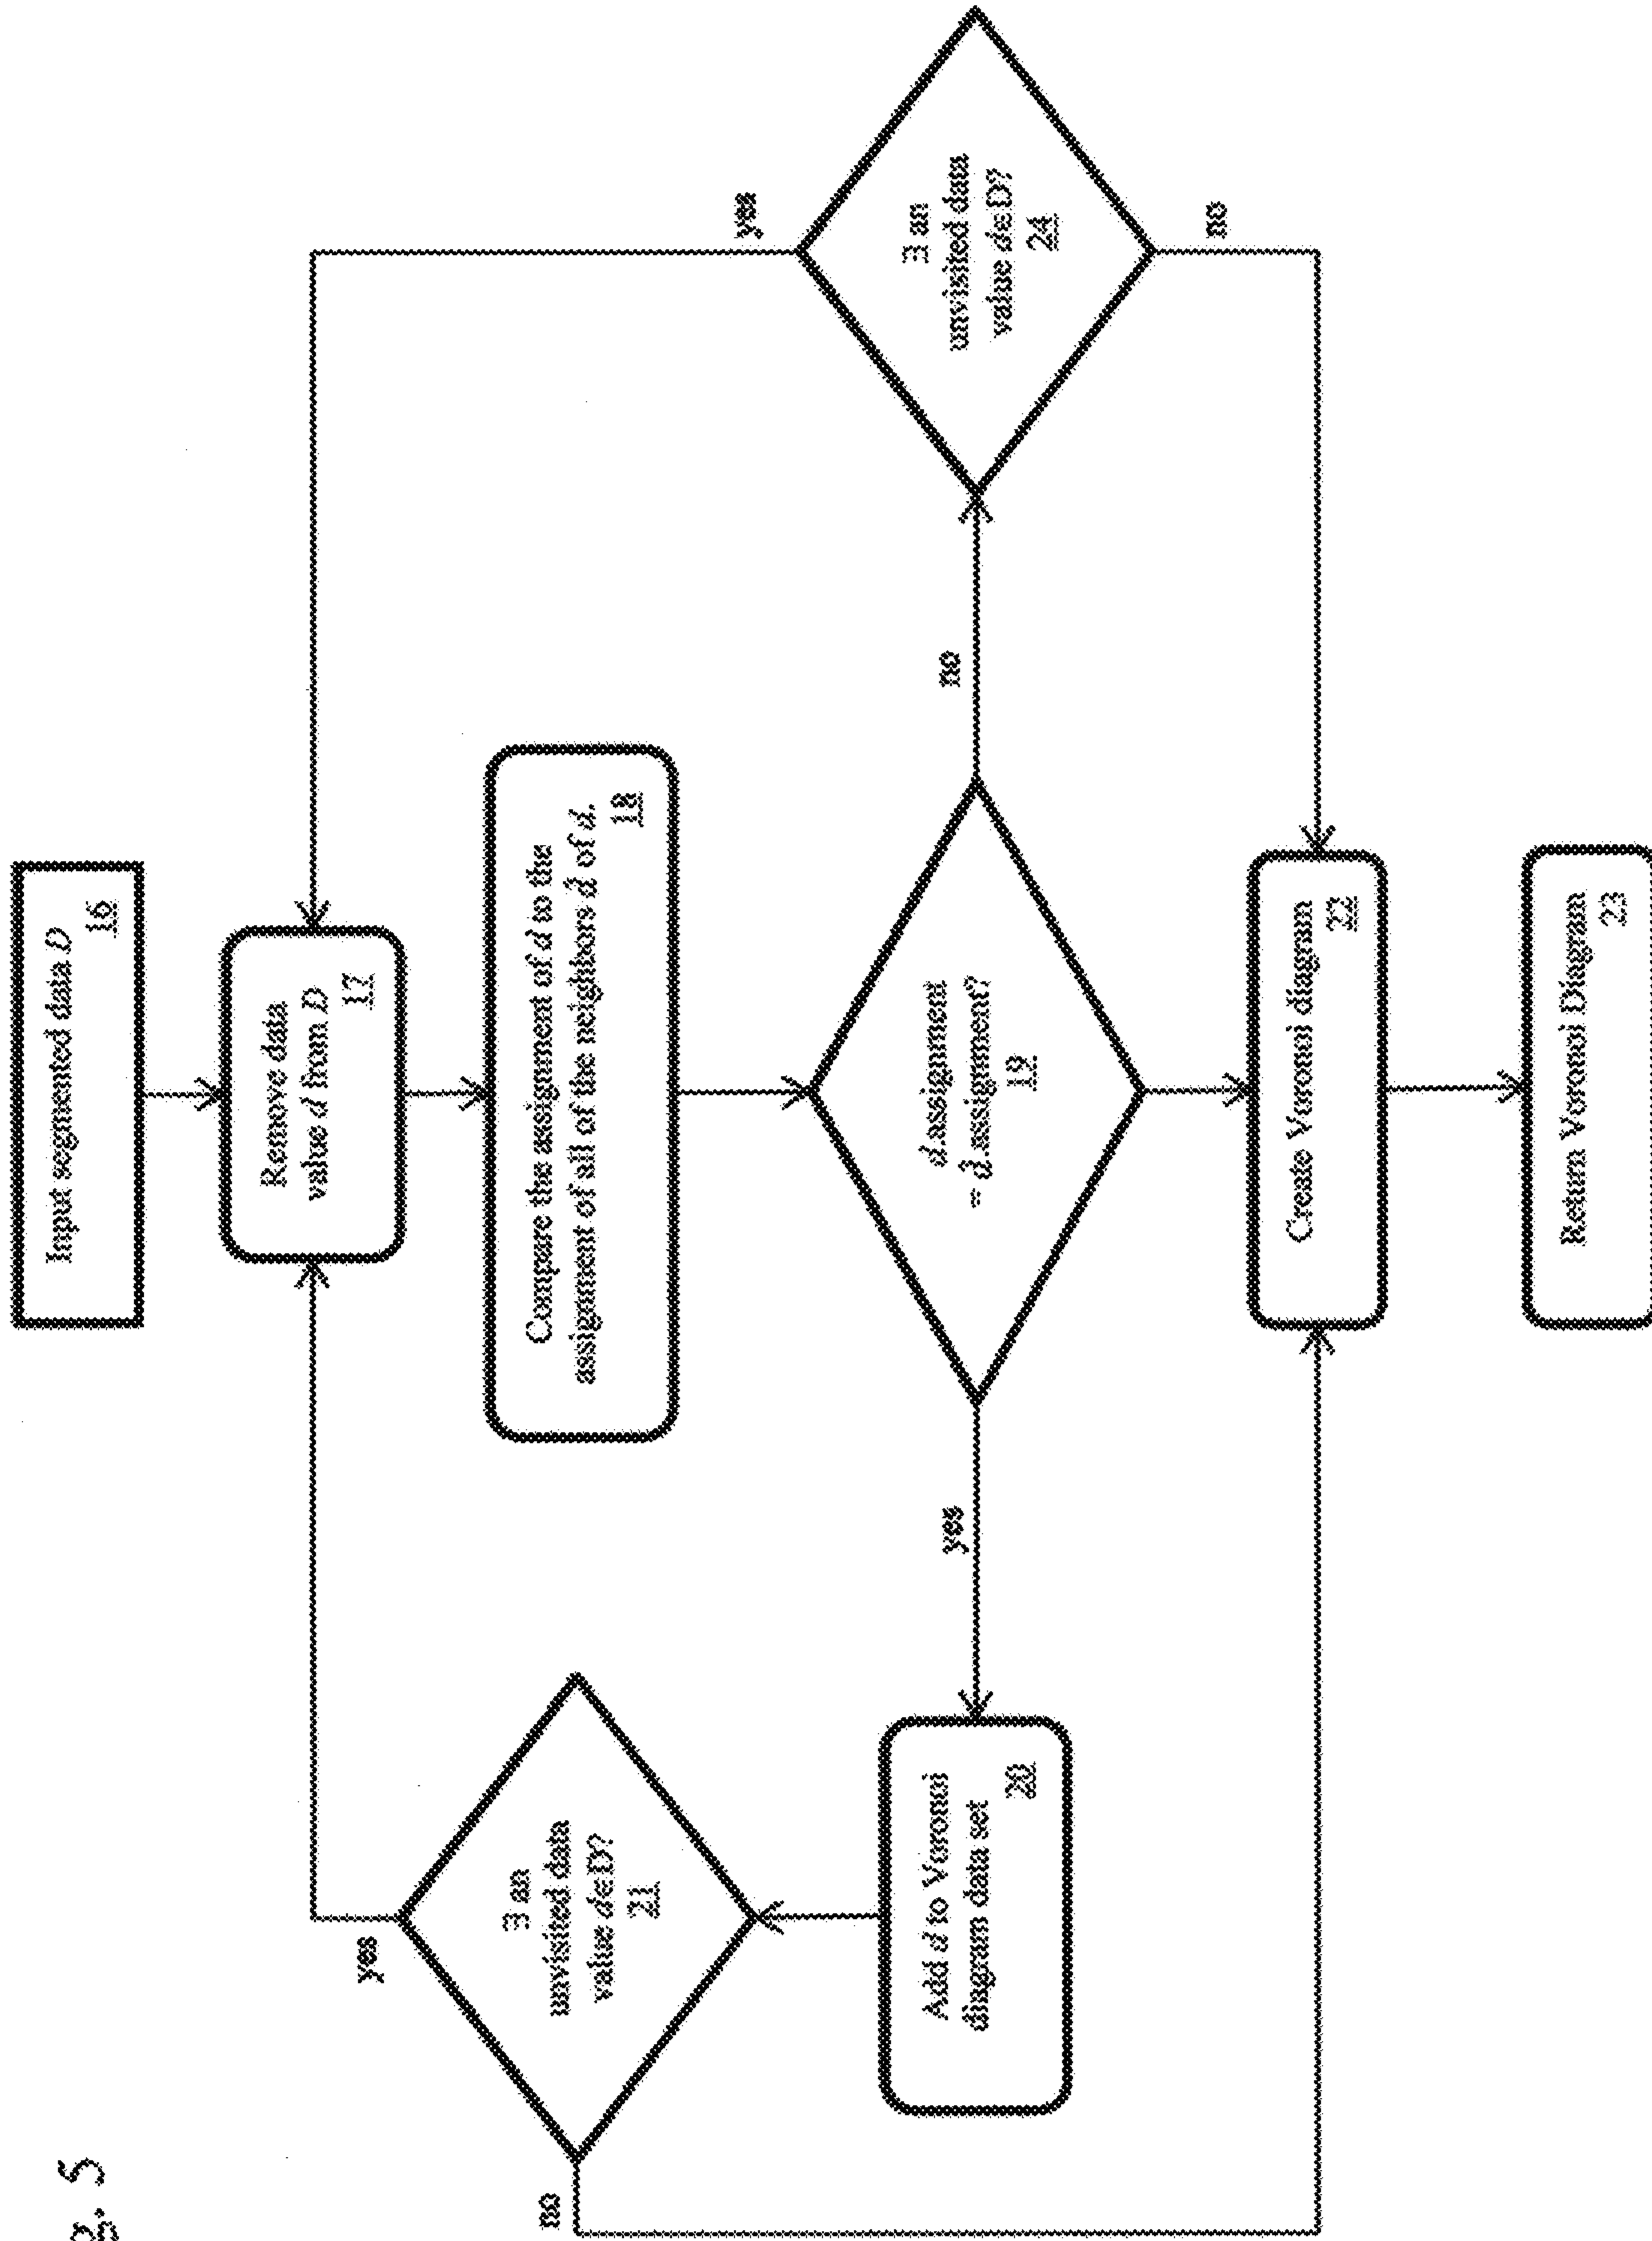 g. 5
Input segmented data D
16
Remove data
value d from D
17
Compare the assignment of d to the
assignment of all of the neighbors d̂ of d.
18
d.assignment
= d̂.assignment?
19
yes
no
Add d to Voronoi
diagram data set
20
∃ an
unvisited data
value d∈D?
21
yes
no
∃ an
unvisited data
value d∈D?
24
yes
no
Create Voronoi diagram
22
Return Voronoi Diagram
23